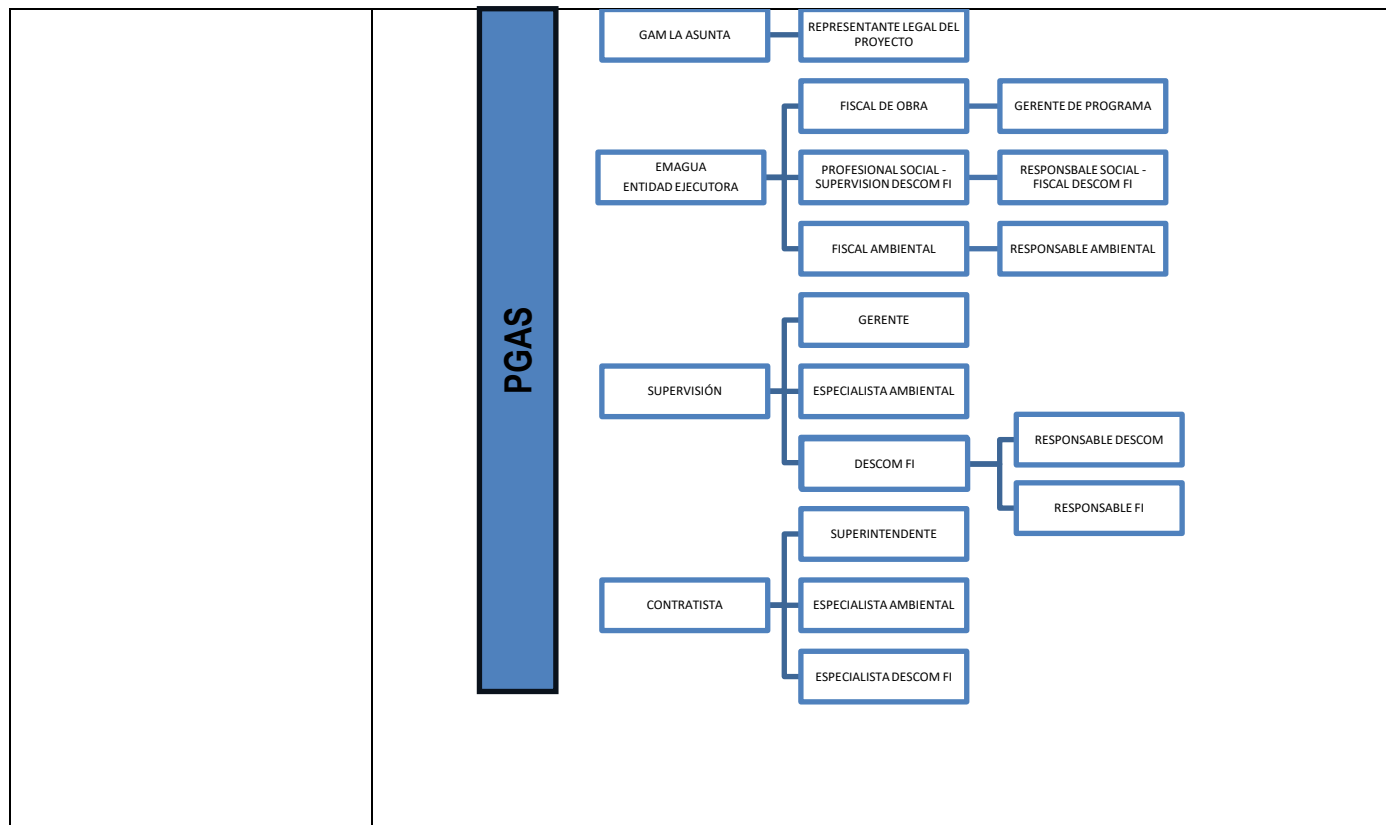 PGAS
GAM LA ASUNTA
REPRESENTANTE LEGAL DEL
PROYECTO
EMAGUA
ENTIDAD EJECUTORA
FISCAL DE OBRA
GERENTE DE PROGRAMA
PROFESIONAL SOCIAL -
SUPERVISION DESCOM FI
RESPONSBALE SOCIAL -
FISCAL DESCOM FI
FISCAL AMBIENTAL
RESPONSABLE AMBIENTAL
SUPERVISIÓN
GERENTE
ESPECIALISTA AMBIENTAL
DESCOM FI
RESPONSABLE DESCOM
RESPONSABLE FI
CONTRATISTA
SUPERINTENDENTE
ESPECIALISTA AMBIENTAL
ESPECIALISTA DESCOM FI